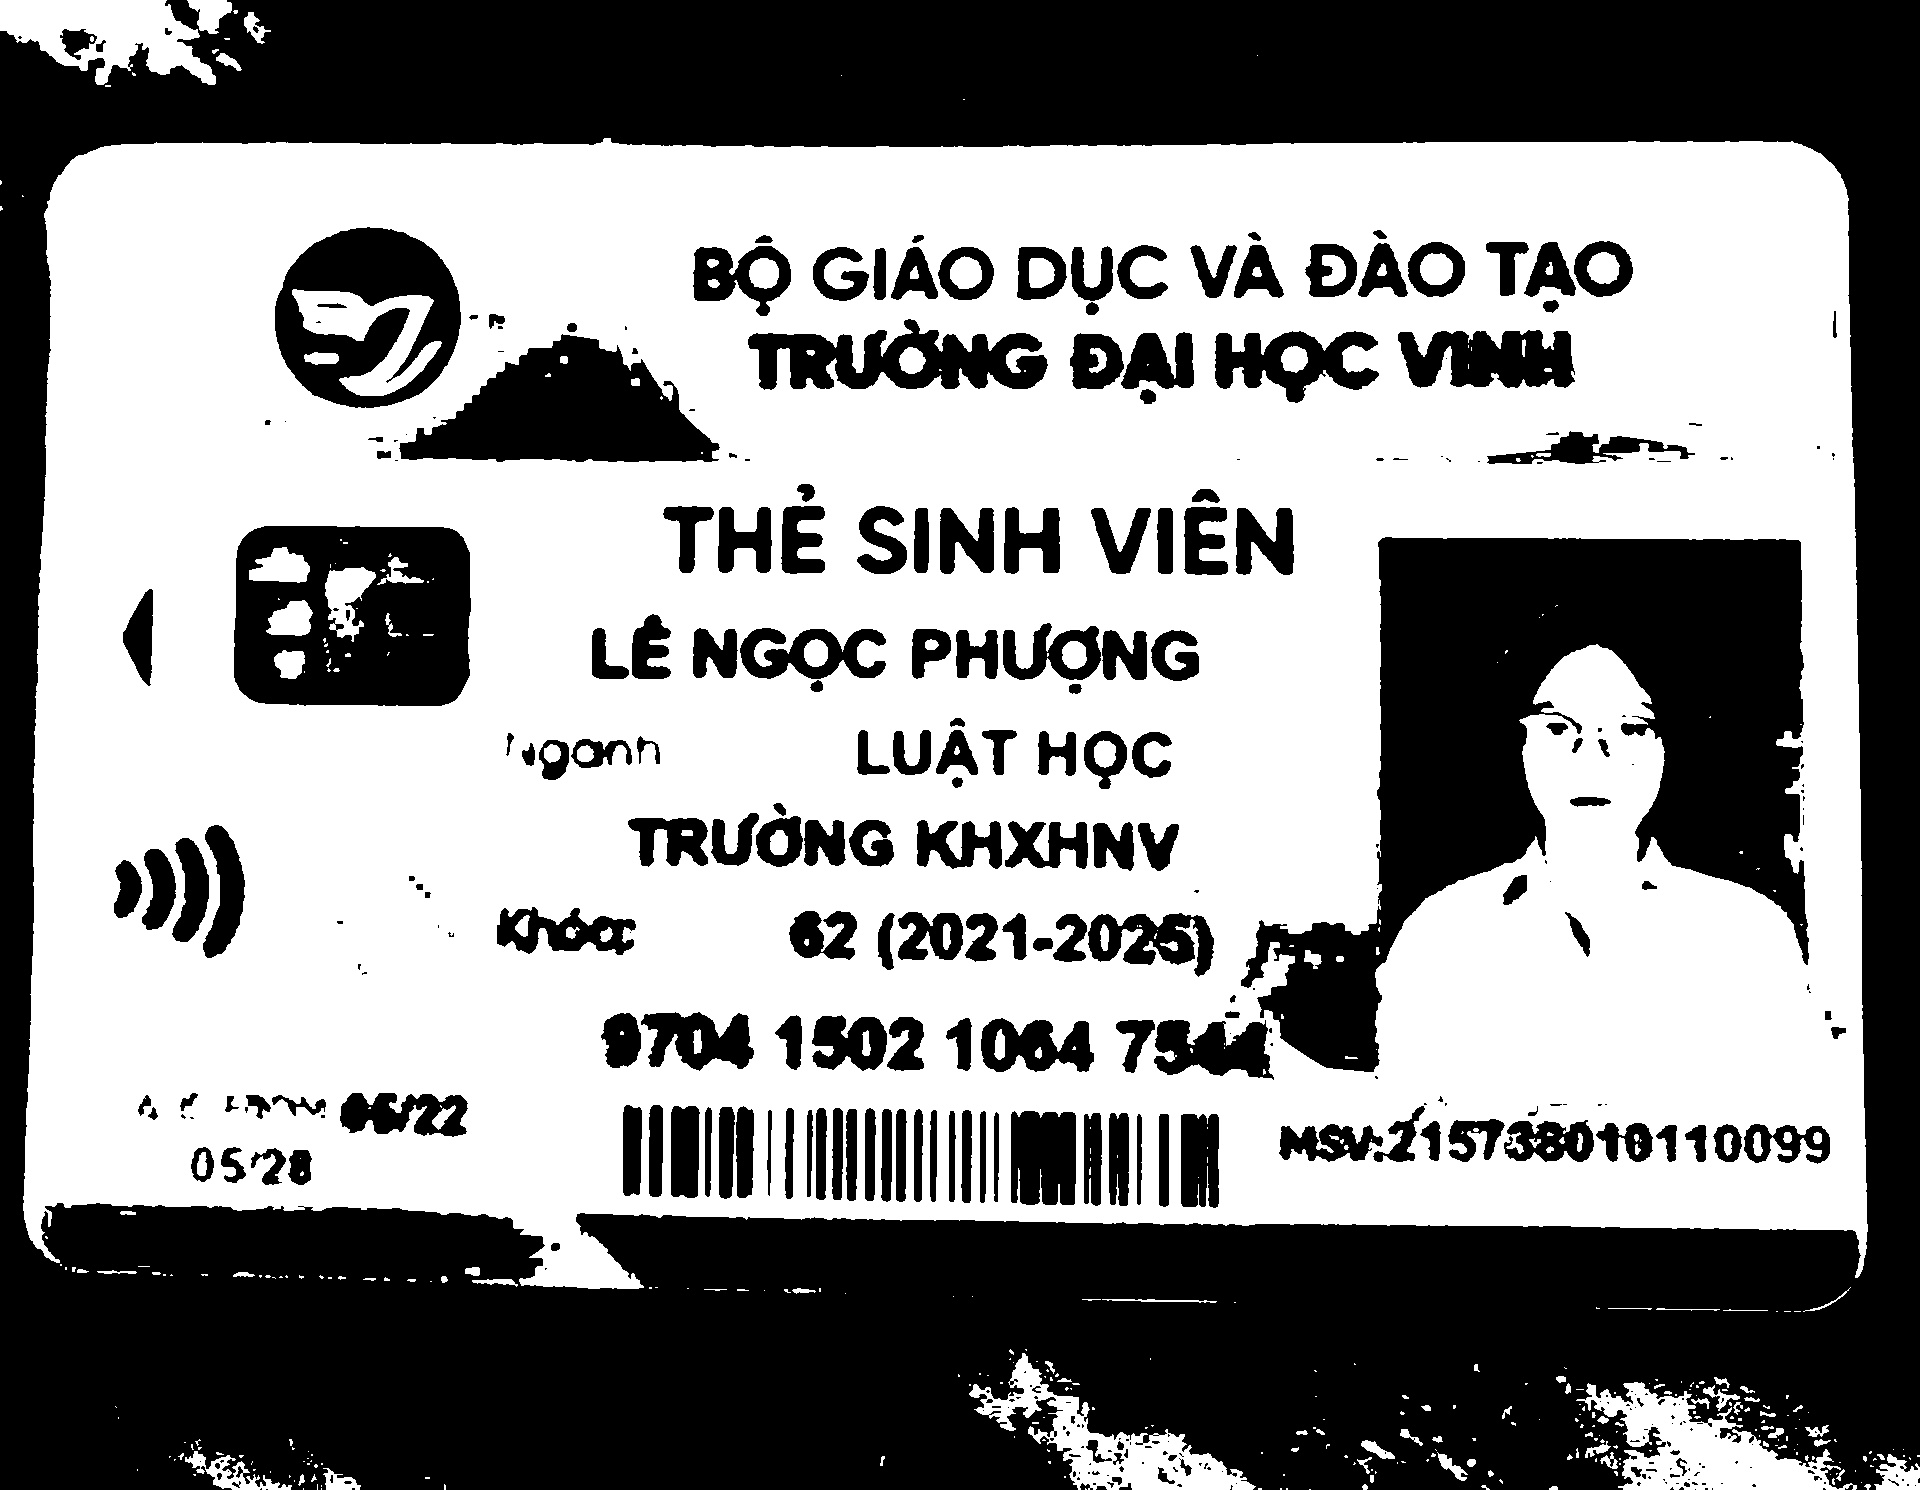 BỘ GIÁO DỤC VÀ ĐÀO TẠO
TRƯỜNG ĐẠI HỌC VINH
THẺ SINH VIÊN
LÊ NGỌC PHƯỢNG
Ngành LUẬT HỌC
TRƯỜNG KHXHNV
Khóa: 62 (2021-2025)
9704 1502 1064 7544
05/22
05/28
MSV:215738010110099